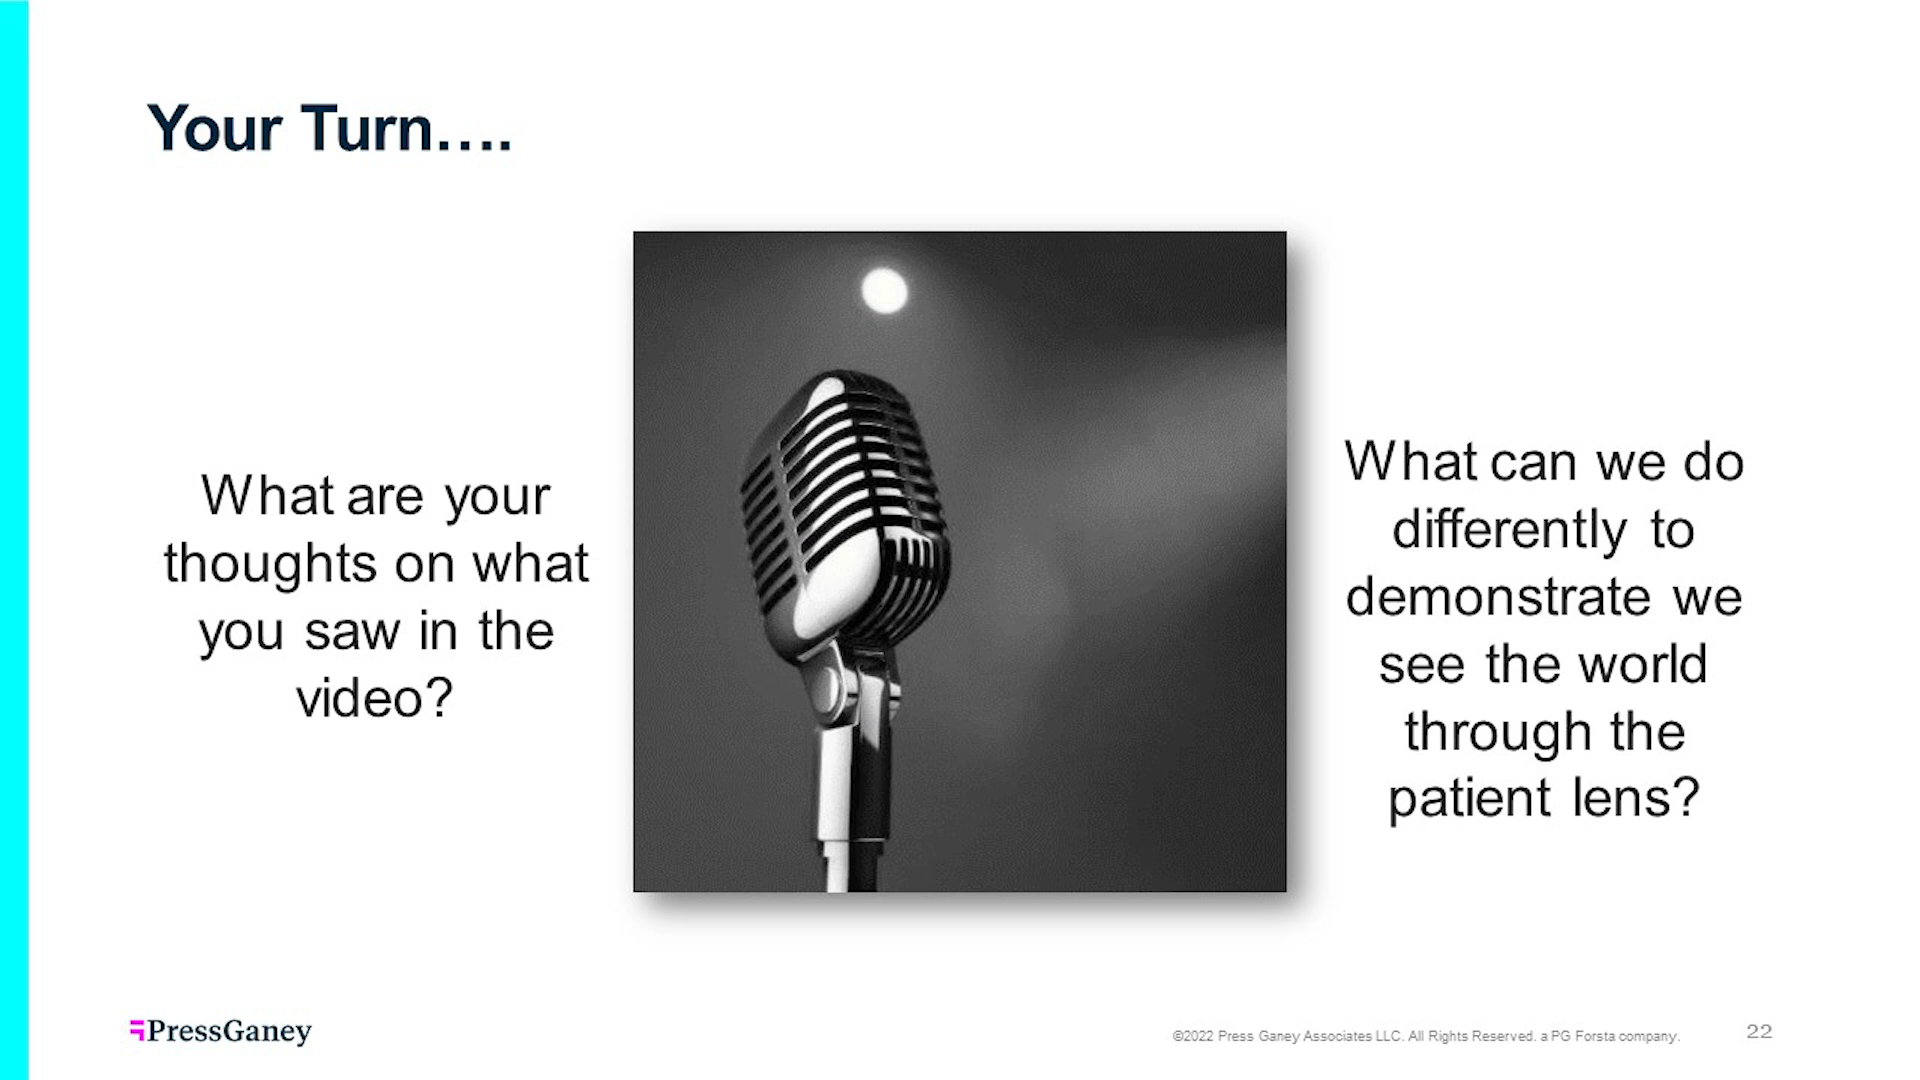 Your Turn….
What are your
thoughts on what
you saw in the
video?
What can we do
differently to
demonstrate we
see the world
through the
patient lens?
PressGaney
©2022 Press Ganey Associates LLC. All Rights Reserved. a PG Forsta company.
22